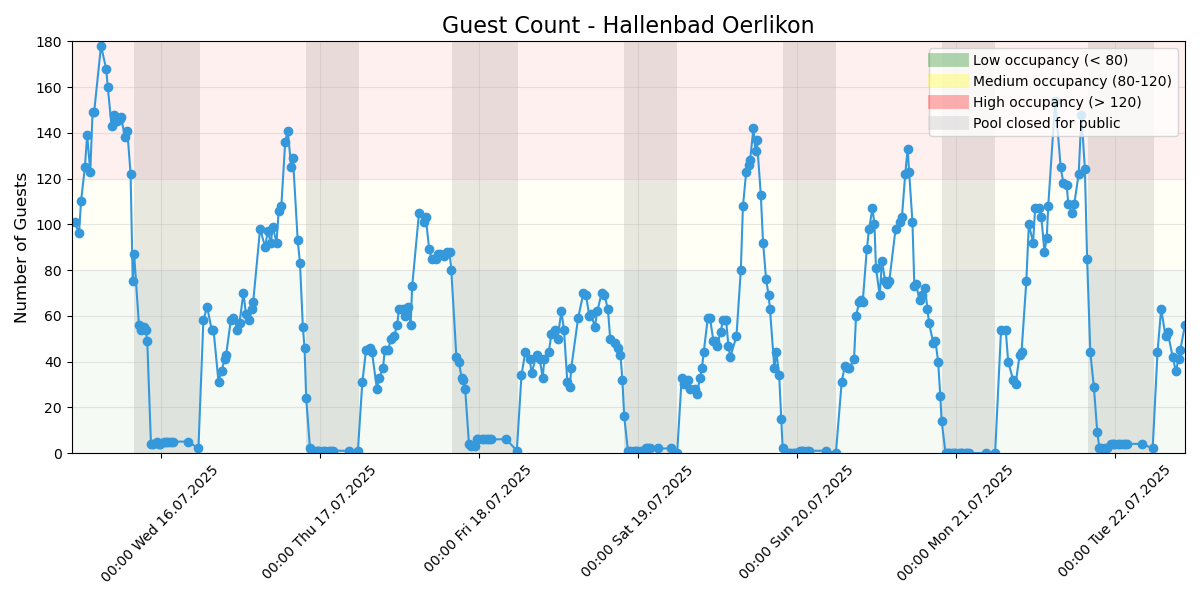 Guest Count - Hallenbad Oerlikon
Number of Guests
180
160
140
120
100
80
60
40
20
0
Low occupancy (< 80)
Medium occupancy (80-120)
High occupancy (> 120)
Pool closed for public
00:00 Wed 16.07.2025
00:00 Thu 17.07.2025
00:00 Fri 18.07.2025
00:00 Sat 19.07.2025
00:00 Sun 20.07.2025
00:00 Mon 21.07.2025
00:00 Tue 22.07.2025